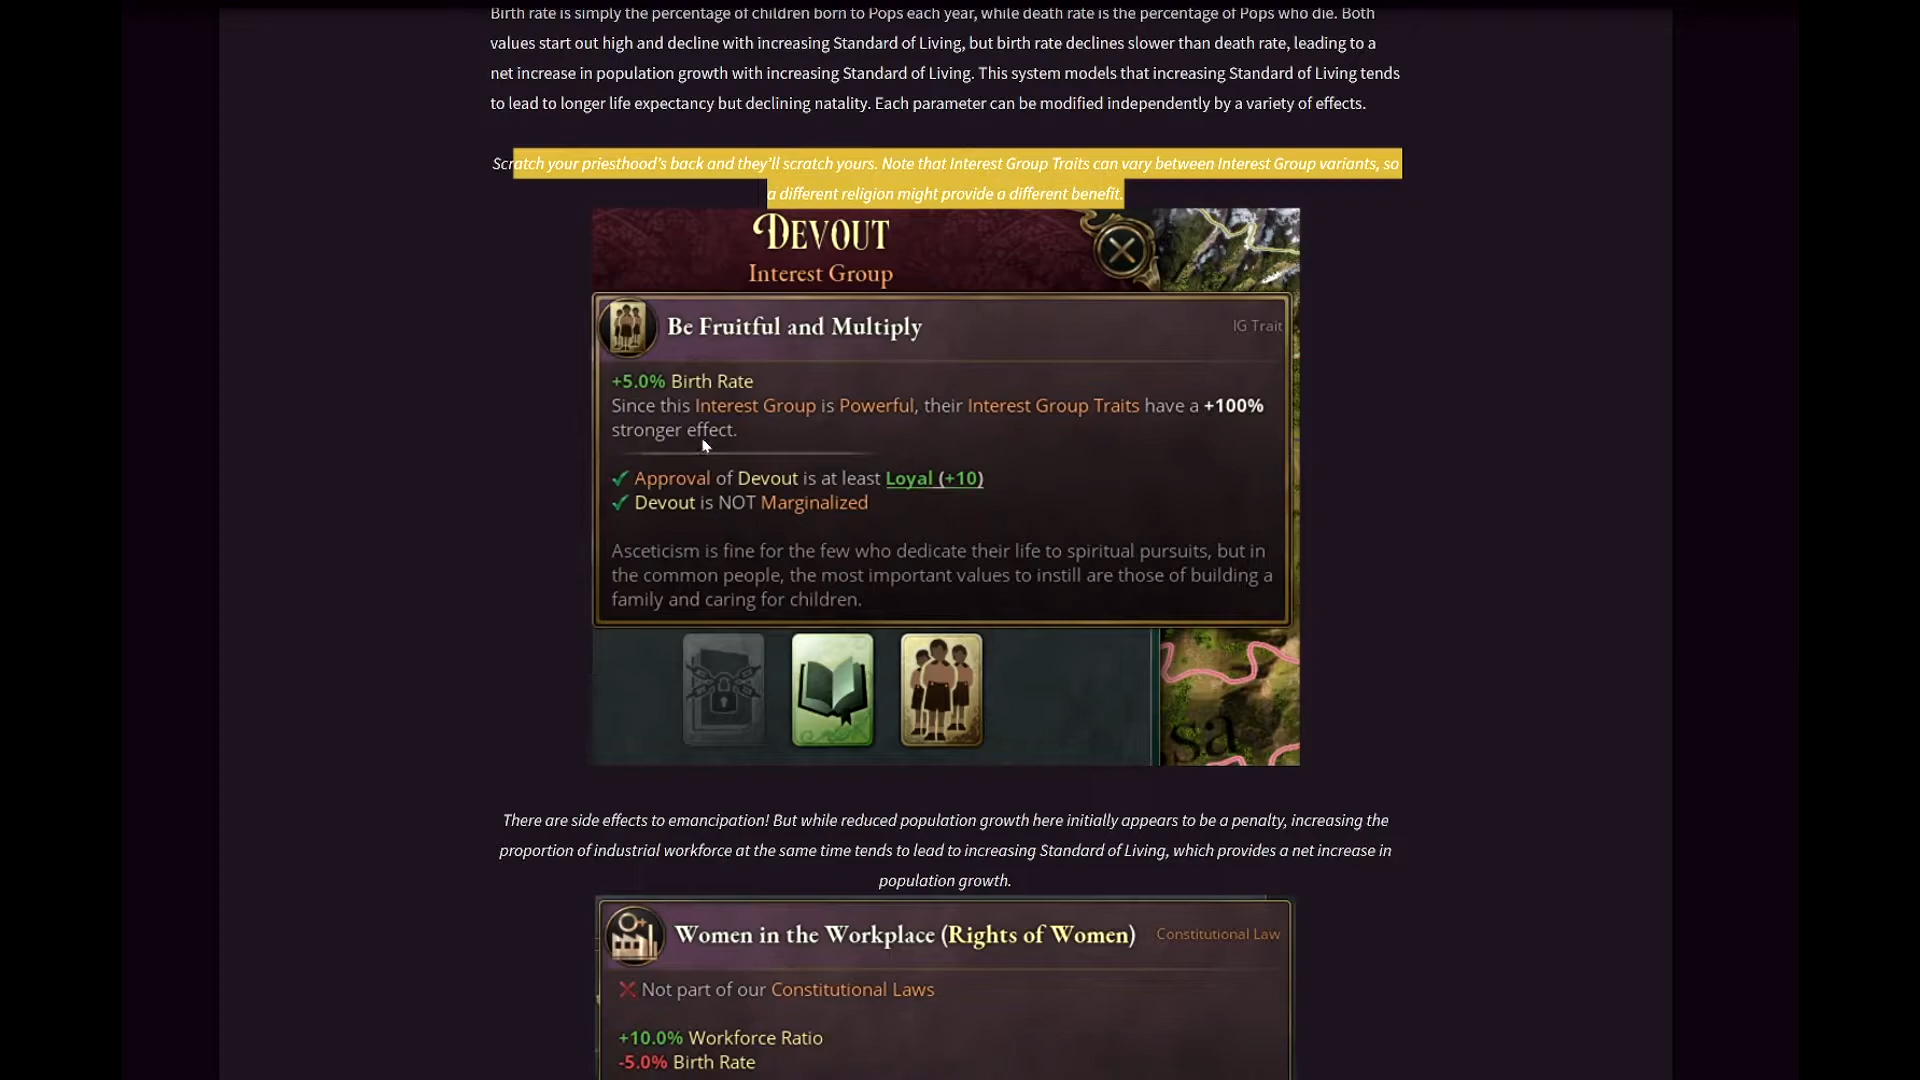 Birth rate is simply the percentage of children born to Pops each year, while death rate is the percentage of Pops who die. Both
values start out high and decline with increasing Standard of Living, but birth rate declines slower than death rate, leading to a
net increase in population growth with increasing Standard of Living. This system models that increasing Standard of Living tends
to lead to longer life expectancy but declining natality. Each parameter can be modified independently by a variety of effects.
Scratch your priesthood's back and they'll scratch yours. Note that Interest Group Traits can vary between Interest Group variants, so
a different religion might provide a different benefit.
DEVOUT
Interest Group
Be Fruitful and Multiply
IG Trait
+5.0% Birth Rate
Since this Interest Group is Powerful, their Interest Group Traits have a +100%
stronger effect.
✓ Approval of Devout is at least Loyal (+10)
✓ Devout is NOT Marginalized
Asceticism is fine for the few who dedicate their life to spiritual pursuits, but in
the common people, the most important values to instill are those of building a
family and caring for children.
sa
There are side effects to emancipation! But while reduced population growth here initially appears to be a penalty, increasing the
proportion of industrial workforce at the same time tends to lead to increasing Standard of Living, which provides a net increase in
population growth.
Women in the Workplace (Rights of Women)
Constitutional Law
Not part of our Constitutional Laws
+10.0% Workforce Ratio
-5.0% Birth Rate